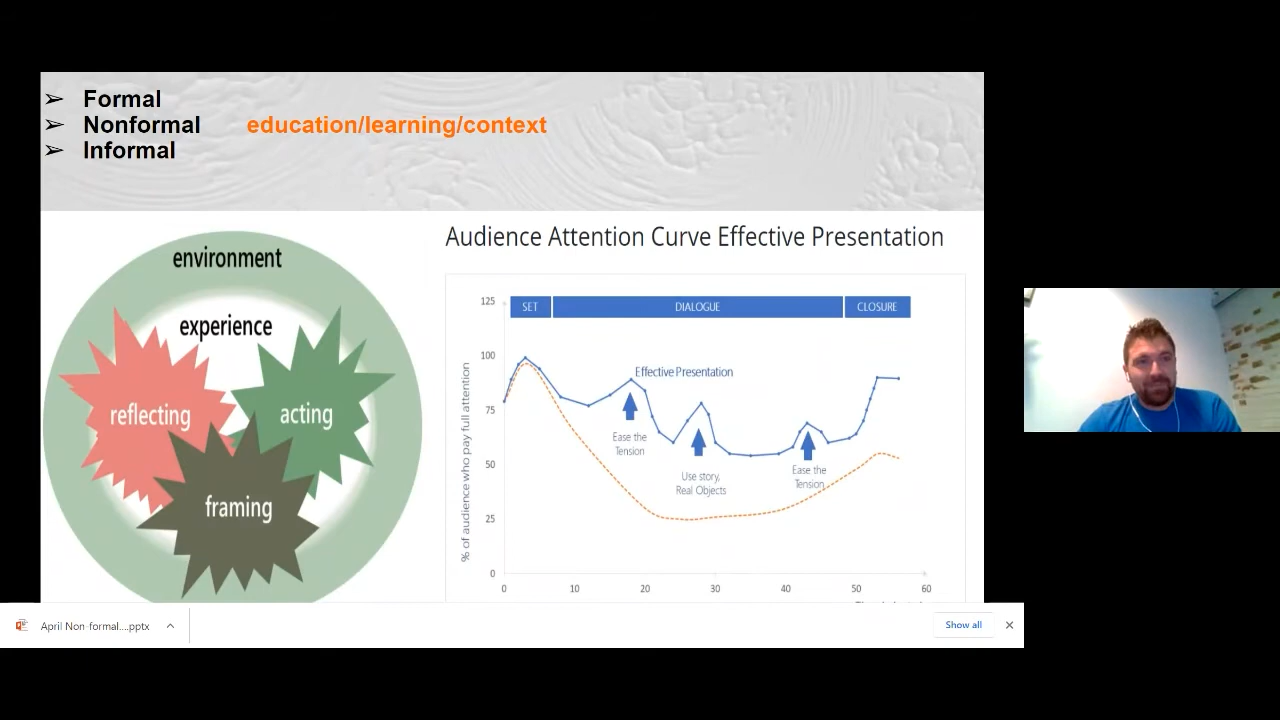 ➢ Formal
➢ Nonformal education/learning/context
➢ Informal
environment
experience
reflecting
acting
framing
Audience Attention Curve Effective Presentation
SET DIALOGUE CLOSURE
125
100
75
50
25
0
% of audience who pay full attention
Effective Presentation
Ease the
Tension
Use story,
Real Objects
Ease the
Tension
0 10 20 30 40 50 60
April Non-formal....pptx
Show all